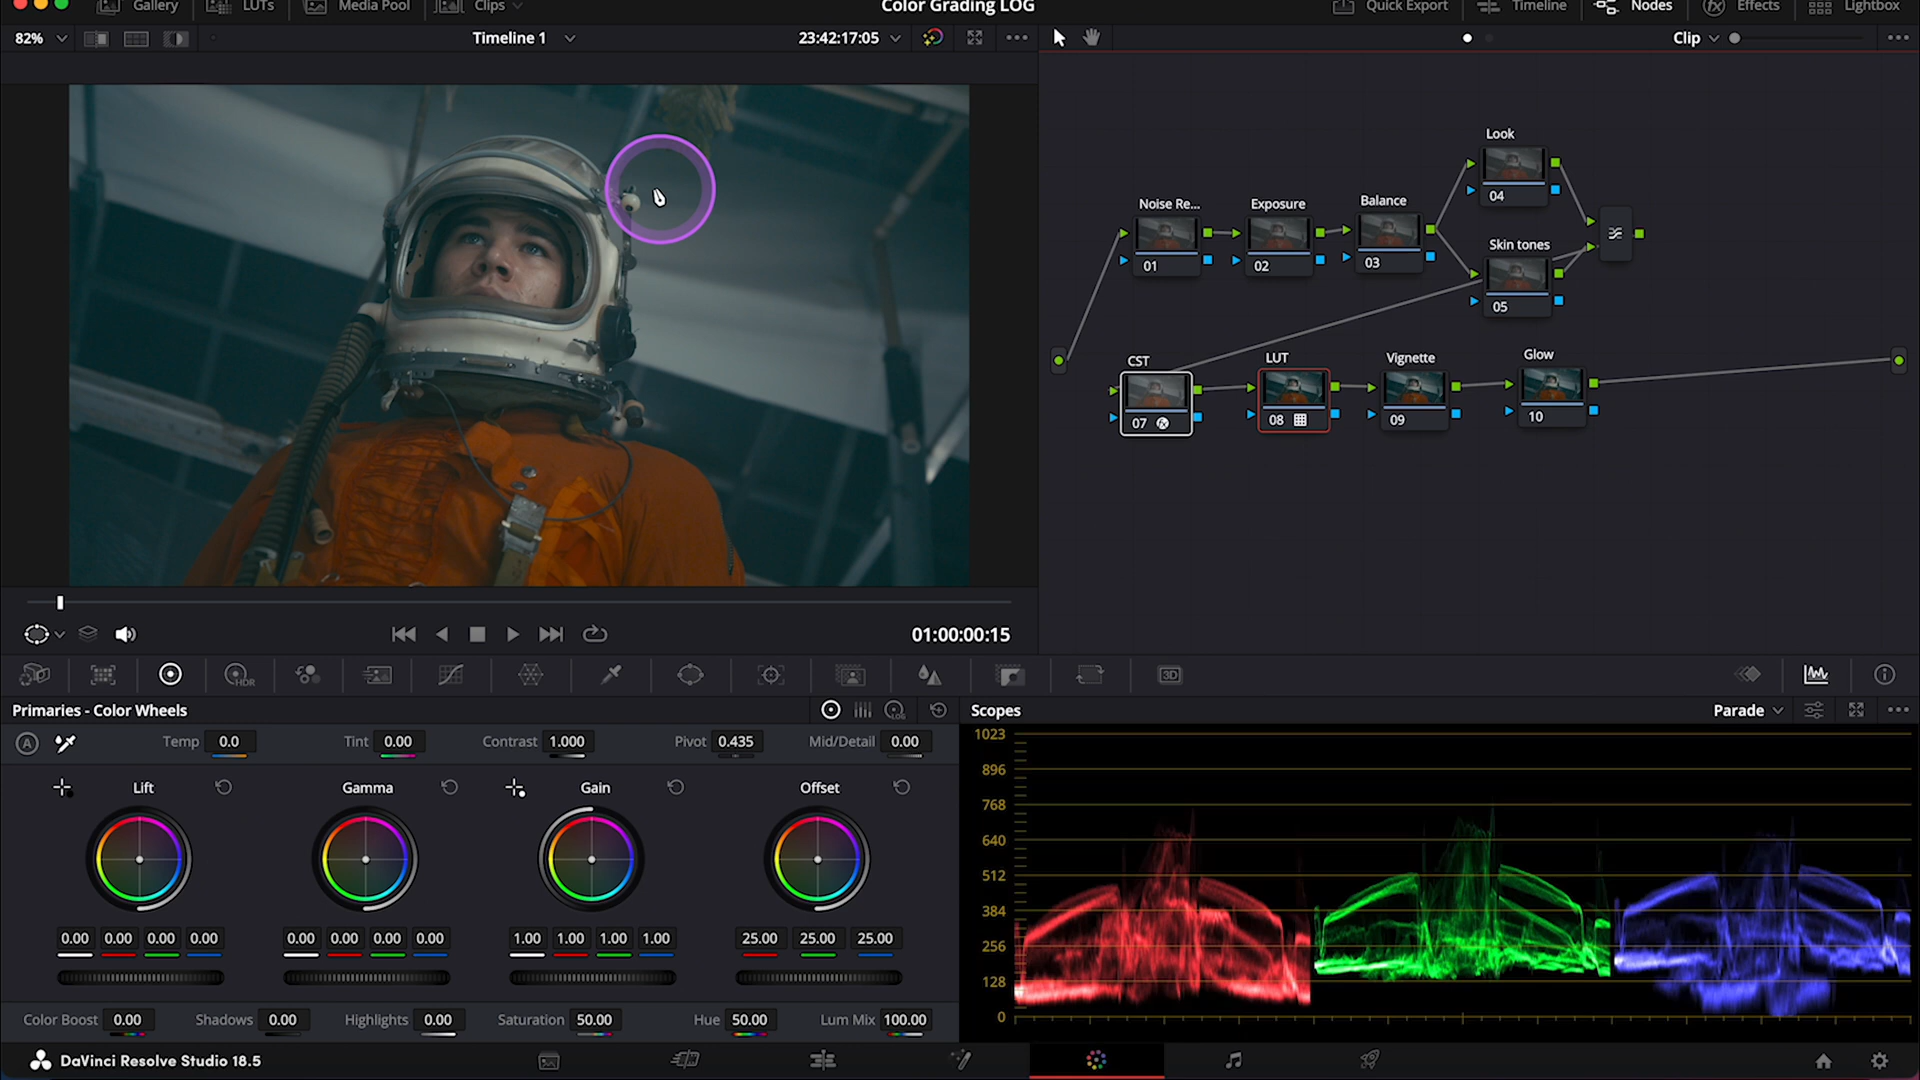 Gallery LUTs Media Pool Clips Color Grading LOG Quick Export Timeline Nodes Effects Lightbox
82% Timeline 1 23:42:17:05 Clip
Look
04
Noise Re... Exposure Balance
01 02 03
Skin tones
05
CST LUT Vignette Glow
07 08 09 10
01:00:00:15
HDR
3D
Primaries - Color Wheels
LOG
Scopes Parade
A Temp 0.0 Tint 0.00 Contrast 1.000 Pivot 0.435 Mid/Detail 0.00
Lift Gamma Gain Offset
0.00 0.00 0.00 0.00 0.00 0.00 0.00 0.00 1.00 1.00 1.00 1.00 25.00 25.00 25.00
Color Boost 0.00 Shadows 0.00 Highlights 0.00 Saturation 50.00 Hue 50.00 Lum Mix 100.00
1023
896
768
640
512
384
256
128
0
DaVinci Resolve Studio 18.5